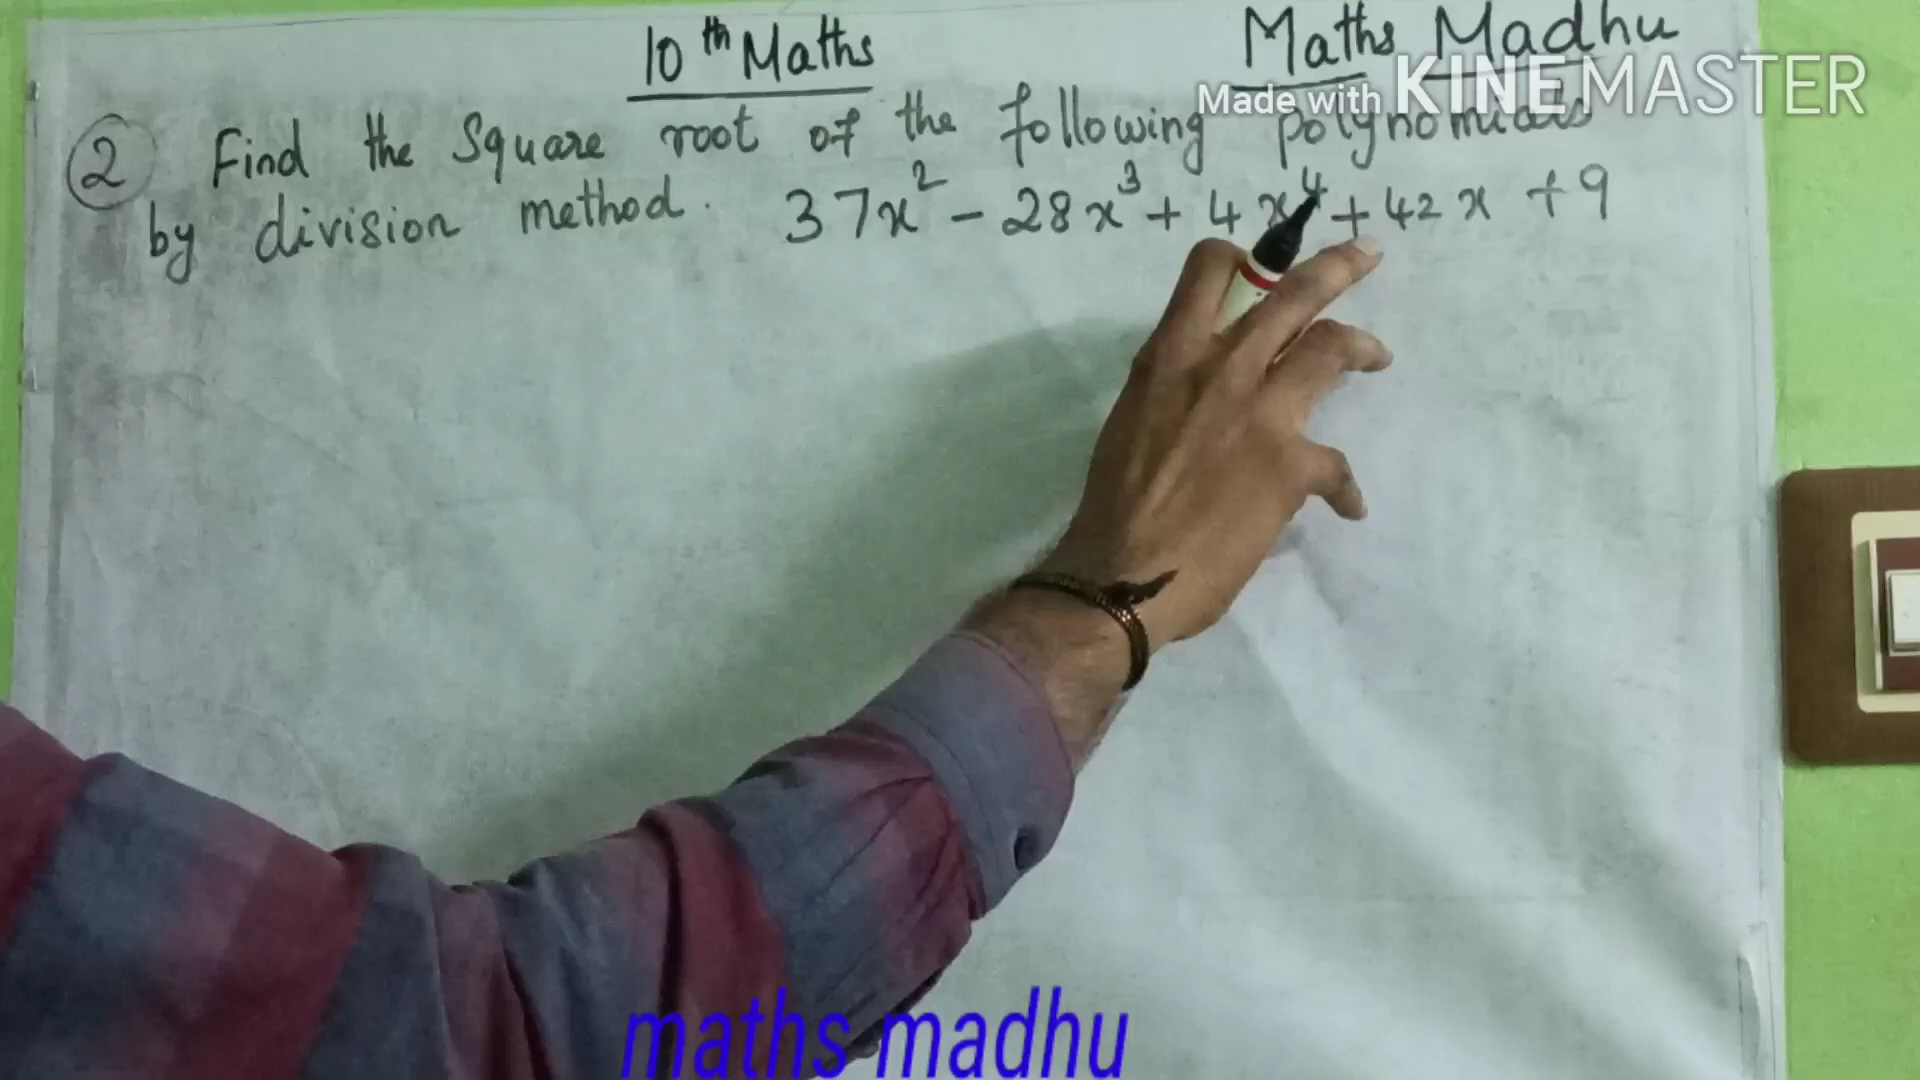 10th Maths
Maths Madhu
Made with KINEMASTER
② Find the Square root of the following polynomials
by division method. 37x² - 28x³ + 4x⁴ + 42x + 9
maths madhu